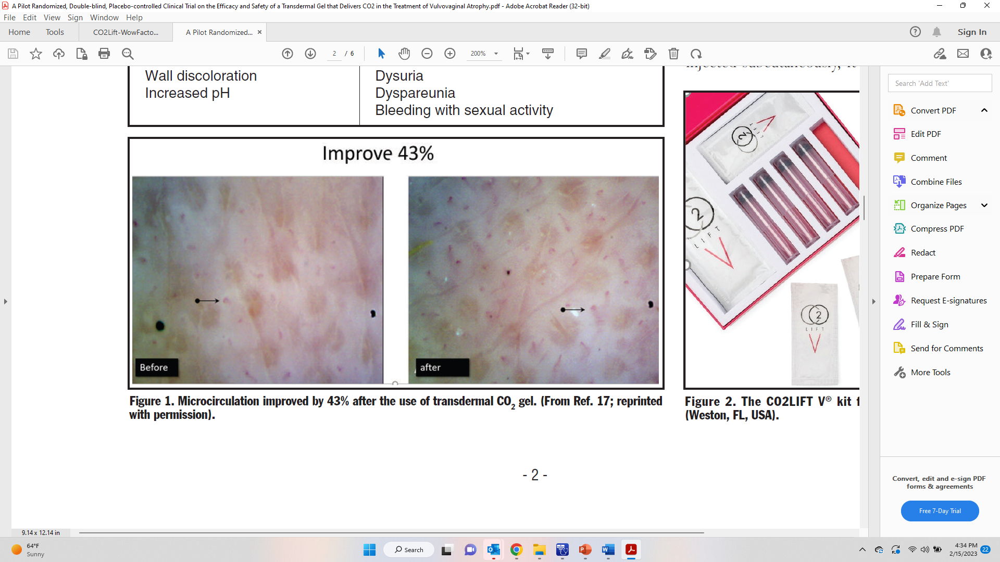 A Pilot Randomized, Double-blind, Placebo-controlled Clinical Trial on the Efficacy and Safety of a Transdermal Gel that Delivers CO2 in the Treatment of Vulvovaginal Atrophy.pdf - Adobe Acrobat Reader (32-bit)
File Edit View Sign Window Help
Home Tools CO2Lift-WowFacto... A Pilot Randomized... × Sign In
2 / 6 200%
Wall discoloration
Increased pH
Dysuria
Dyspareunia
Bleeding with sexual activity
Improve 43%
Before
after
Figure 1. Microcirculation improved by 43% after the use of transdermal CO2 gel. (From Ref. 17; reprinted
with permission).
2
LIFT
V
2
LIFT
V
2
LIFT
V
Figure 2. The CO2LIFT V® kit f
(Weston, FL, USA).
- 2 -
9.14 x 12.14 in
Search 'Add Text'
Convert PDF
Edit PDF
Comment
Combine Files
Organize Pages
Compress PDF
Redact
Prepare Form
Request E-signatures
Fill & Sign
Send for Comments
More Tools
Convert, edit and e-sign PDF
forms & agreements
Free 7-Day Trial
64°F
Sunny
Search
4:34 PM
2/15/2023
22